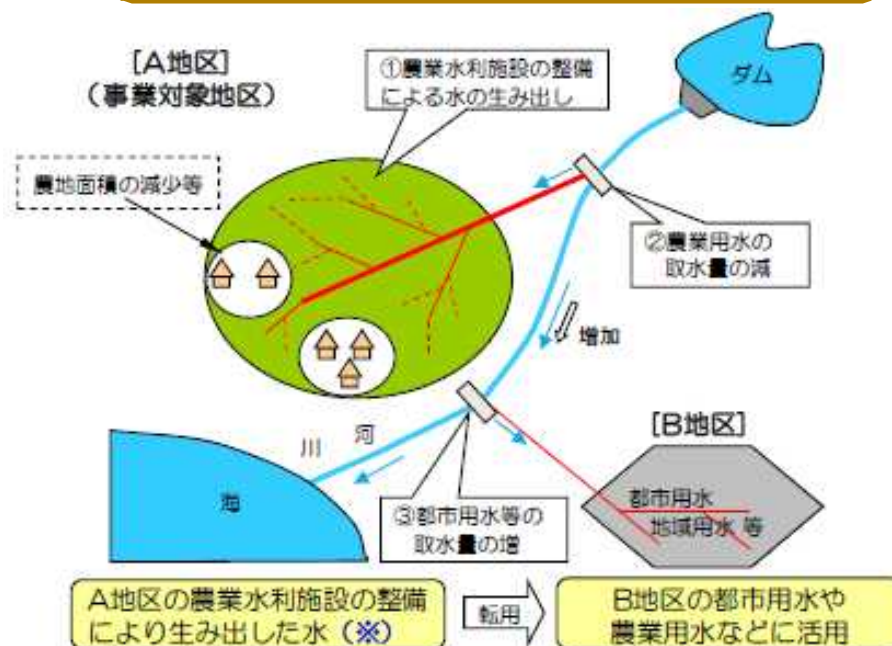 [A地区]
(事業対象地区)
①農業水利施設の整備
による水の生み出し
ダム
農地面積の減少等
②農業用水の
取水量の減
増加
[B地区]
川 河
海
都市用水
地域用水 等
③都市用水等の
取水量の増
A地区の農業水利施設の整備
により生み出した水(※)
転用
B地区の都市用水や
農業用水などに活用